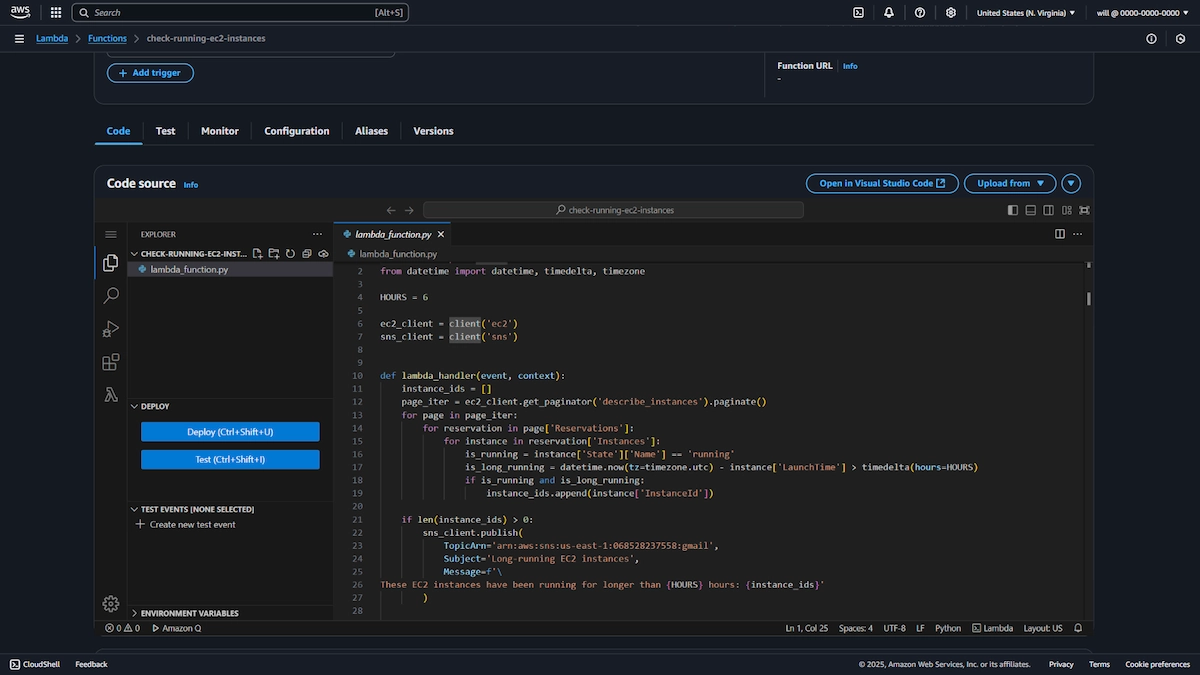 aws
Search
[Alt+S]
United States (N. Virginia)
will @ 0000-0000-0000
Lambda
Functions
check-running-ec2-instances
Add trigger
Function URL
Info
-
Code
Test
Monitor
Configuration
Aliases
Versions
Code source
Info
Open in Visual Studio Code
Upload from
check-running-ec2-instances
EXPLORER
CHECK-RUNNING-EC2-INST...
lambda_function.py
DEPLOY
Deploy (Ctrl+Shift+U)
Test (Ctrl+Shift+I)
TEST EVENTS [NONE SELECTED]
Create new test event
ENVIRONMENT VARIABLES
lambda_function.py
lambda_function.py
2 from datetime import datetime, timedelta, timezone
3
4 HOURS = 6
5
6 ec2_client = client('ec2')
7 sns_client = client('sns')
8
9
10 def lambda_handler(event, context):
11 instance_ids = []
12 page_iter = ec2_client.get_paginator('describe_instances').paginate()
13 for page in page_iter:
14 for reservation in page['Reservations']:
15 for instance in reservation['Instances']:
16 is_running = instance['State']['Name'] == 'running'
17 is_long_running = datetime.now(tz=timezone.utc) - instance['LaunchTime'] > timedelta(hours=HOURS)
18 if is_running and is_long_running:
19 instance_ids.append(instance['InstanceId'])
20
21 if len(instance_ids) > 0:
22 sns_client.publish(
23 TopicArn='arn:aws:sns:us-east-1:068528237558:gmail',
24 Subject='Long-running EC2 instances',
25 Message=f'\
26 These EC2 instances have been running for longer than {HOURS} hours: {instance_ids}'
27 )
28
0 0
Amazon Q
Ln 1, Col 25
Spaces: 4
UTF-8
LF
Python
Lambda
Layout: US
CloudShell
Feedback
© 2025, Amazon Web Services, Inc. or its affiliates.
Privacy
Terms
Cookie preferences